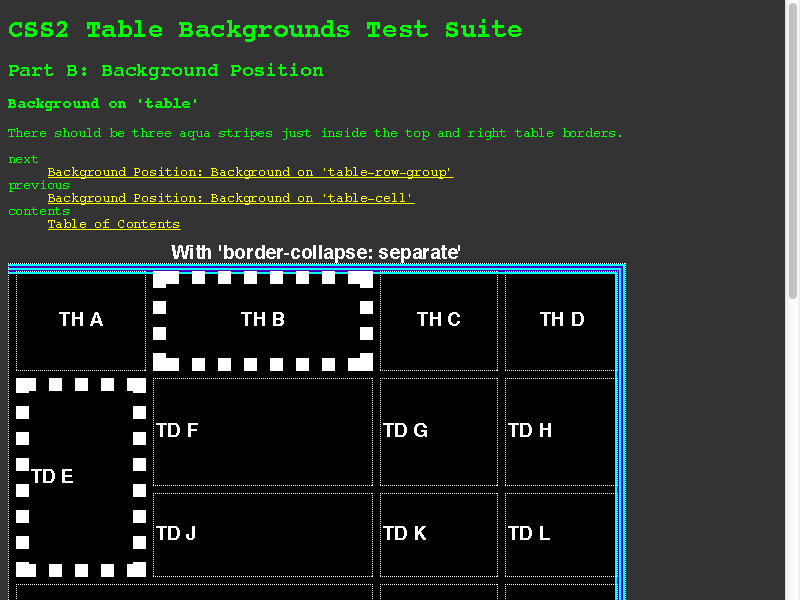 CSS2 Table Backgrounds Test Suite
Part B: Background Position
Background on 'table'
There should be three aqua stripes just inside the top and right table borders.
next
Background Position: Background on 'table-row-group'
previous
Background Position: Background on 'table-cell'
contents
Table of Contents
With 'border-collapse: separate'
TH A TH B TH C TH D
TD F TD G TD H
TD E
TD J TD K TD L